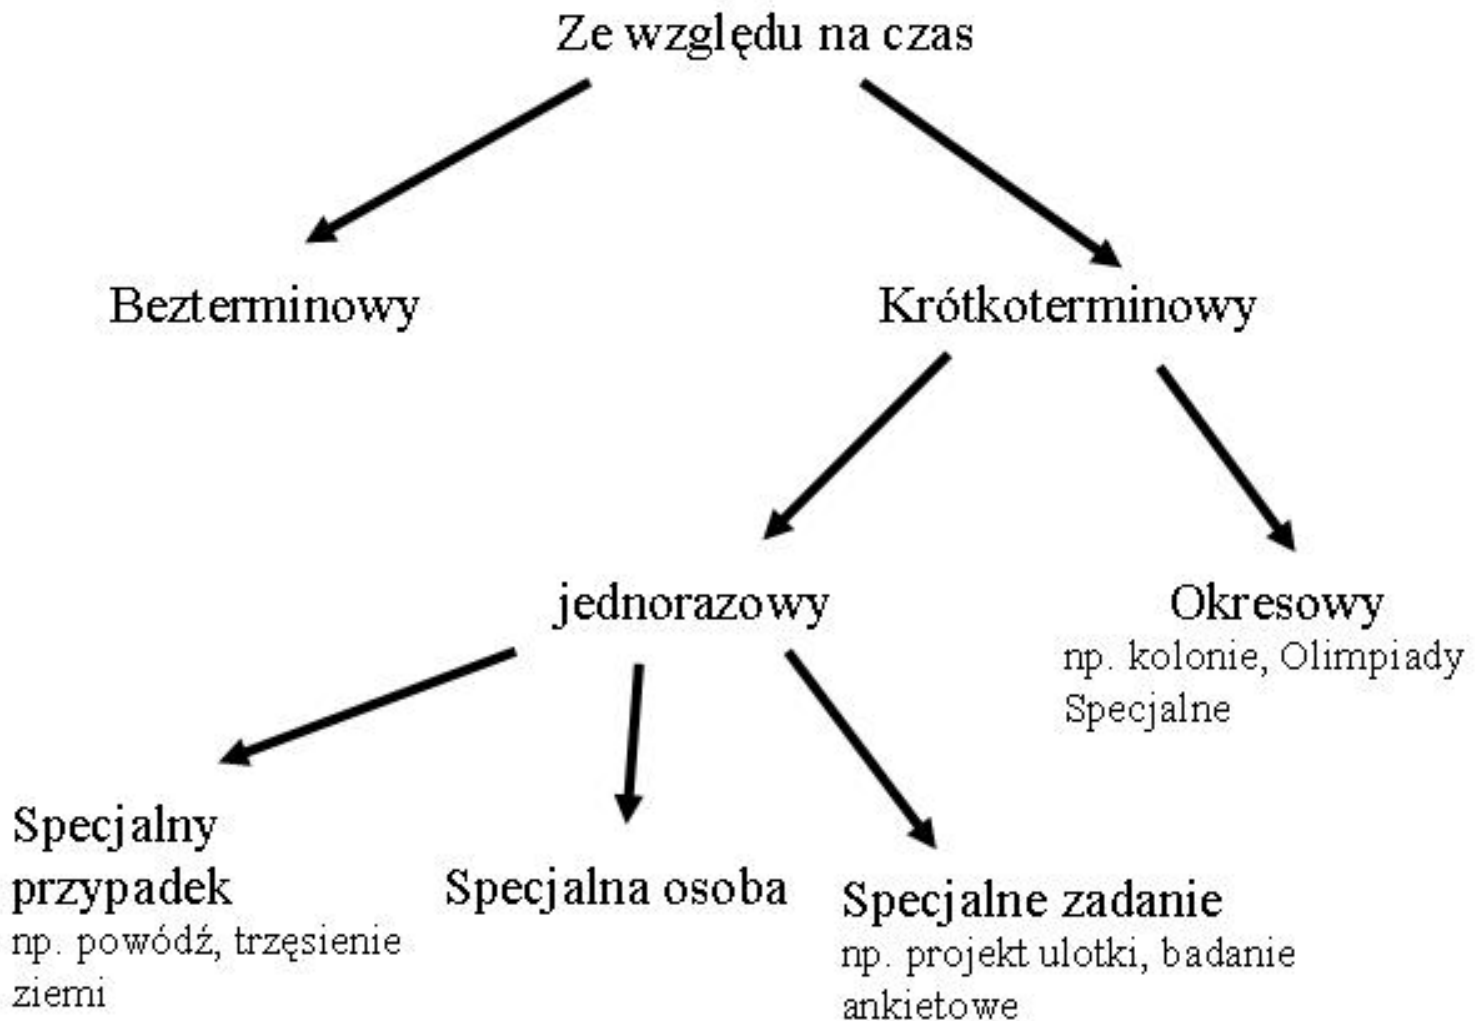 Ze względu na czas
Bezterminowy
Krótkoterminowy
jednorazowy
Okresowy
np. kolonie, Olimpiady
Specjalne
Specjalny
przypadek
np. powódź, trzęsienie
ziemi
Specjalna osoba
Specjalne zadanie
np. projekt ulotki, badanie
ankietowe